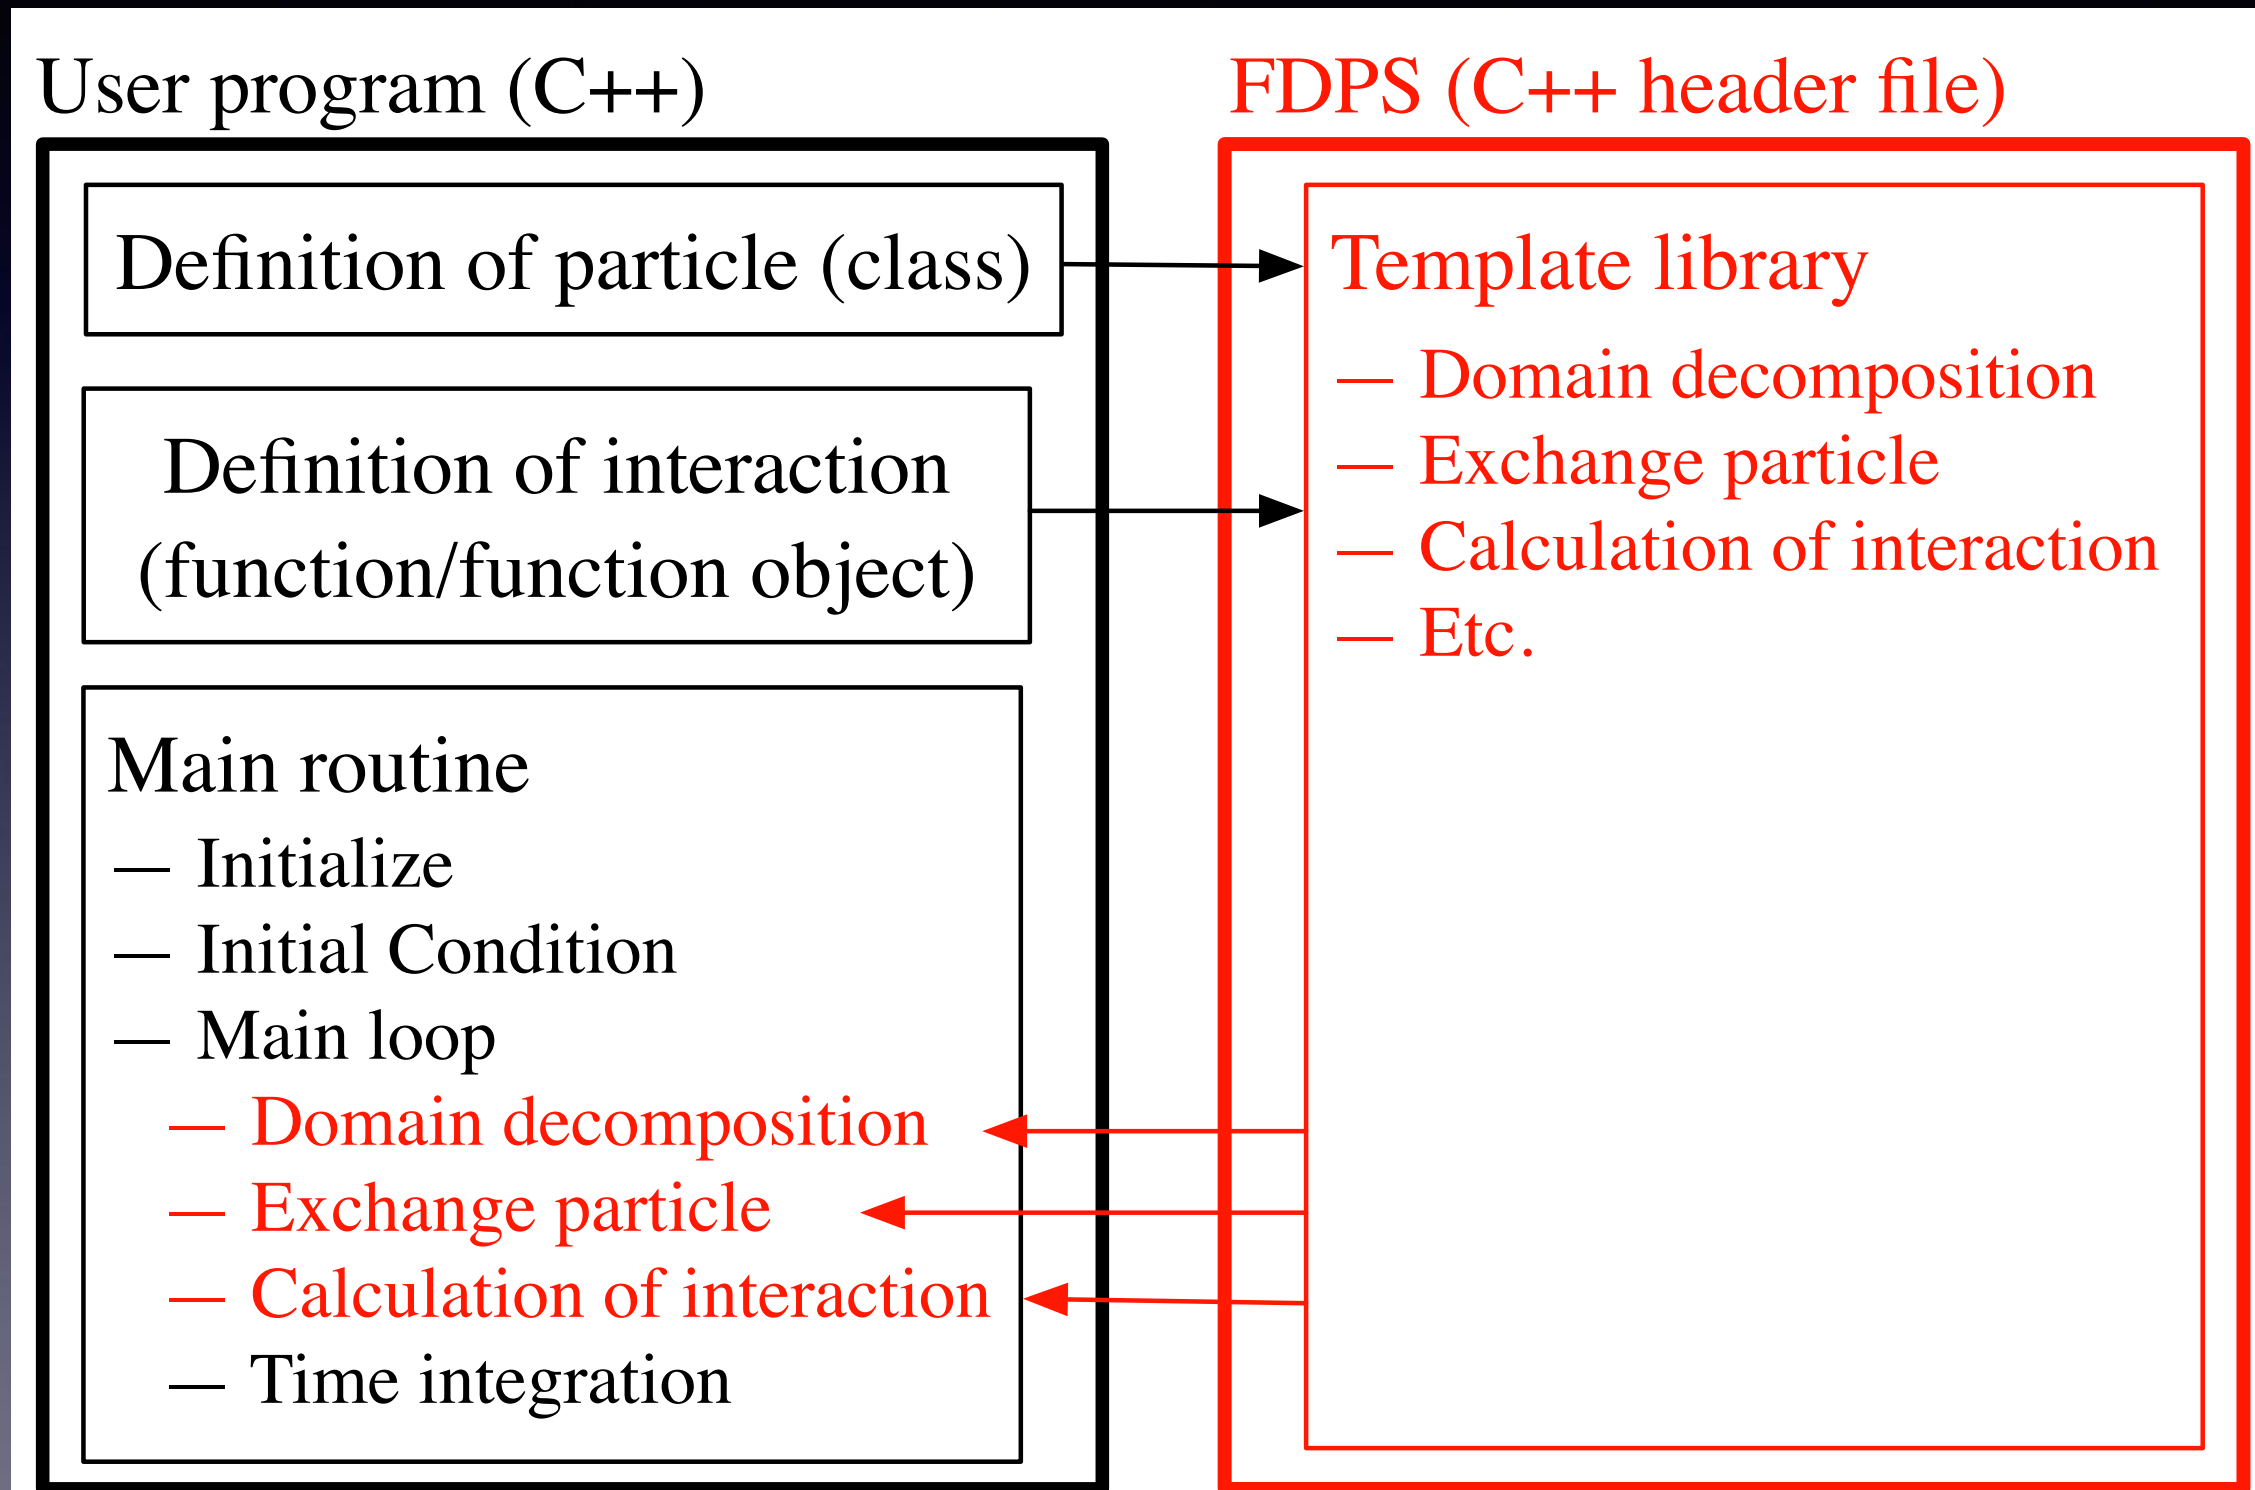 User program (C++)
Definition of particle (class)
Definition of interaction
(function/function object)
Main routine
— Initialize
— Initial Condition
— Main loop
— Domain decomposition
— Exchange particle
— Calculation of interaction
— Time integration
FDPS (C++ header file)
Template library
— Domain decomposition
— Exchange particle
— Calculation of interaction
— Etc.